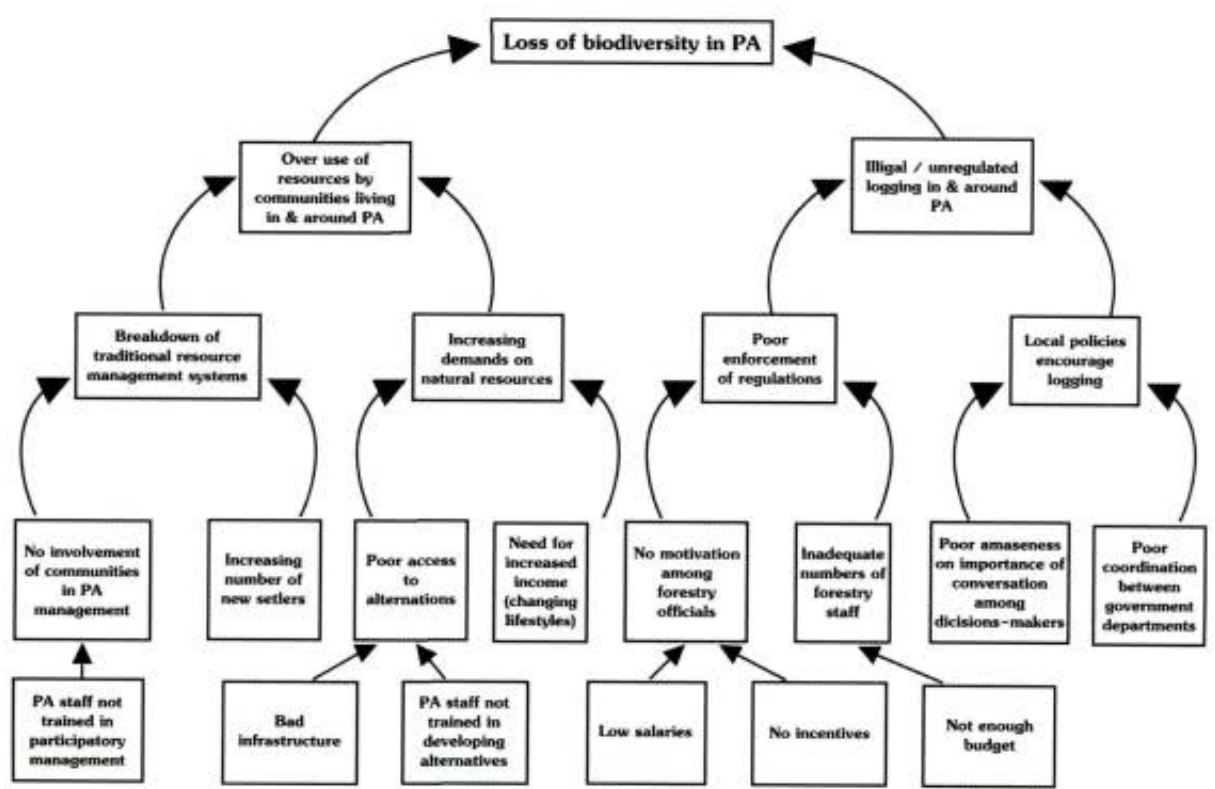 Loss of biodiversity in PA
Over use of
resources by
communities living
in & around PA
Illigal / unregulated
logging in & around
PA
Breakdown of
traditional resource
management systems
Increasing
demands on
natural resources
Poor
enforcement
of regulations
Local policies
encourage
logging
No involvement
of communities
in PA
management
Increasing
number of
new setlers
Poor access
to
alternations
Need for
increased
income
(changing
lifestyles)
No motivation
among
forestry
officials
Inadequate
numbers of
forestry
staff
Poor amaseness
on importance of
conversation
among
dicisions-makers
Poor
coordination
between
government
departments
PA staff not
trained in
participatory
management
Bad
infrastructure
PA staff not
trained in
developing
alternatives
Low salaries
No incentives
Not enough
budget